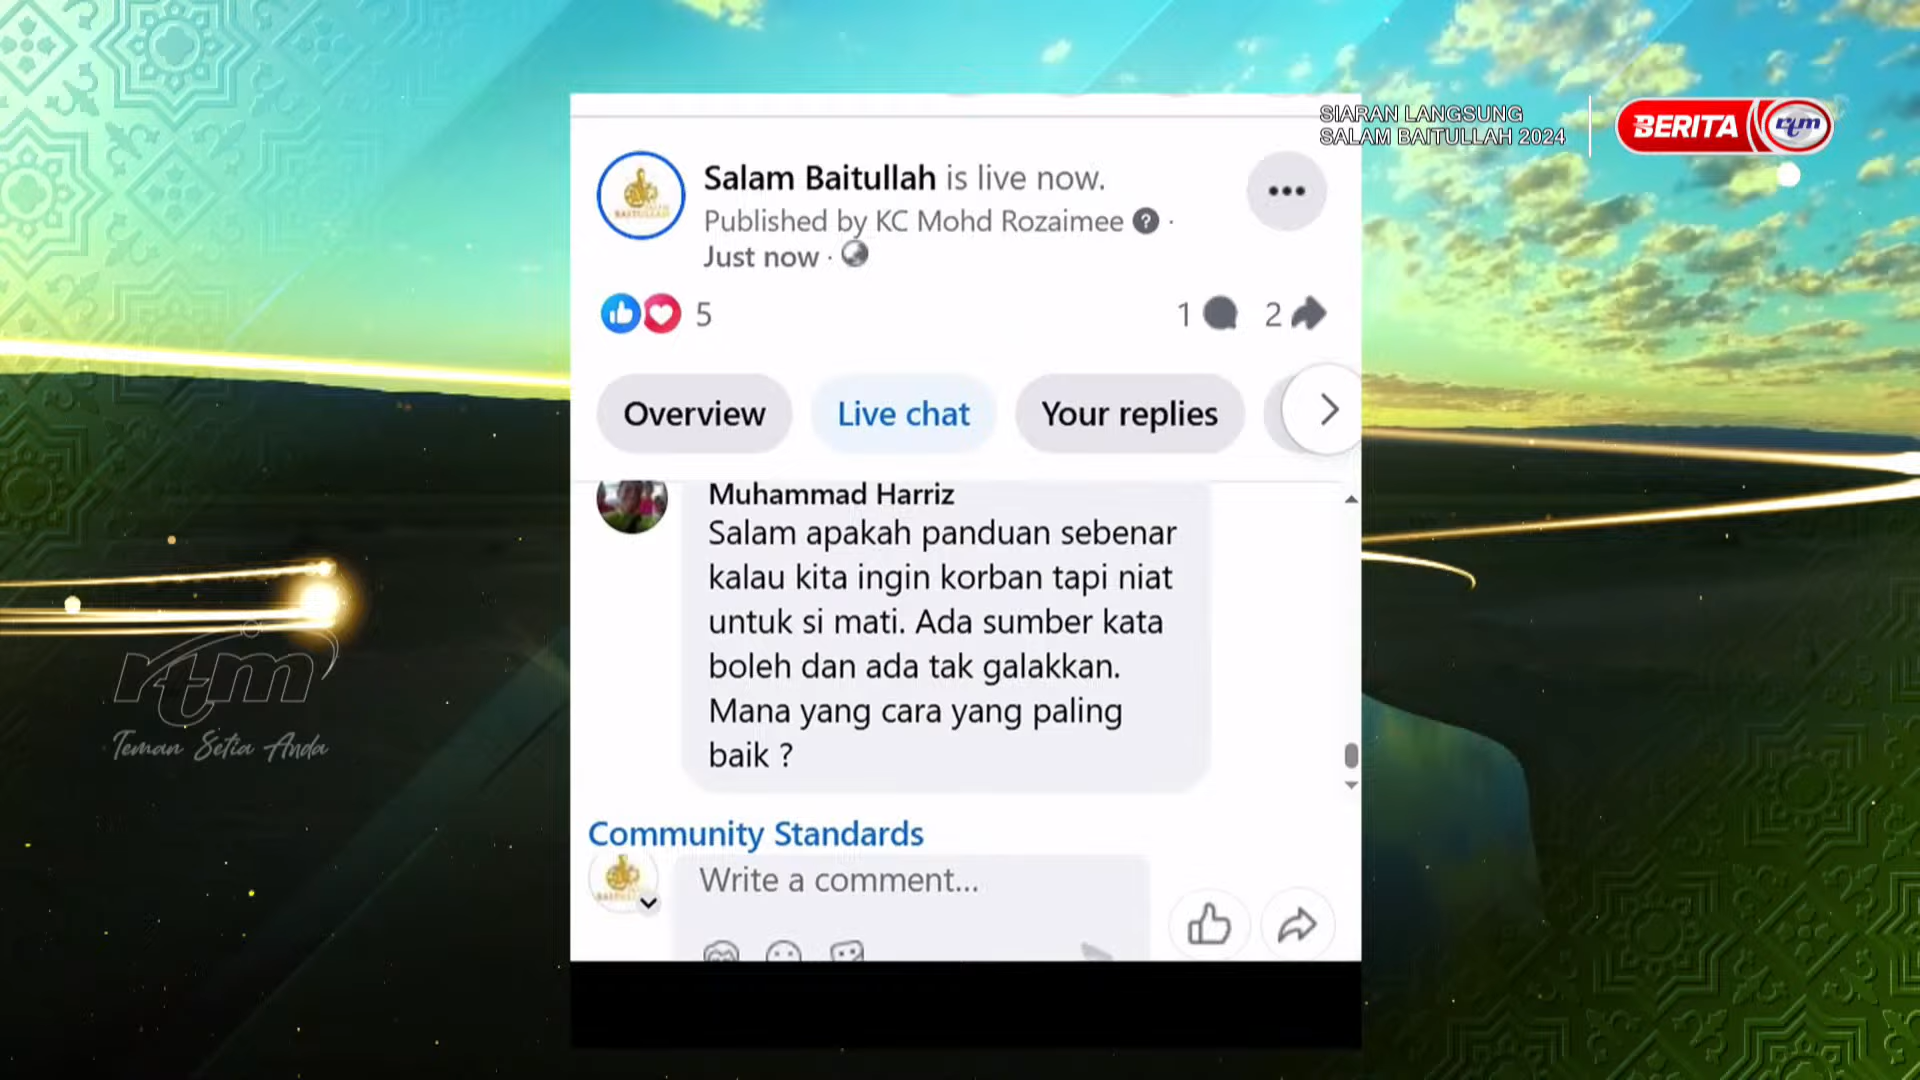 SIARAN LANGSUNG
SALAM BAITULLAH 2024
BERITA rtm
Salam Baitullah is live now.
Published by KC Mohd Rozaimee ·
Just now ·
5
1 2
Overview Live chat Your replies
Muhammad Harriz
Salam apakah panduan sebenar
kalau kita ingin korban tapi niat
untuk si mati. Ada sumber kata
boleh dan ada tak galakkan.
Mana yang cara yang paling
baik ?
Community Standards
Write a comment...
rtm
Teman Setia Anda